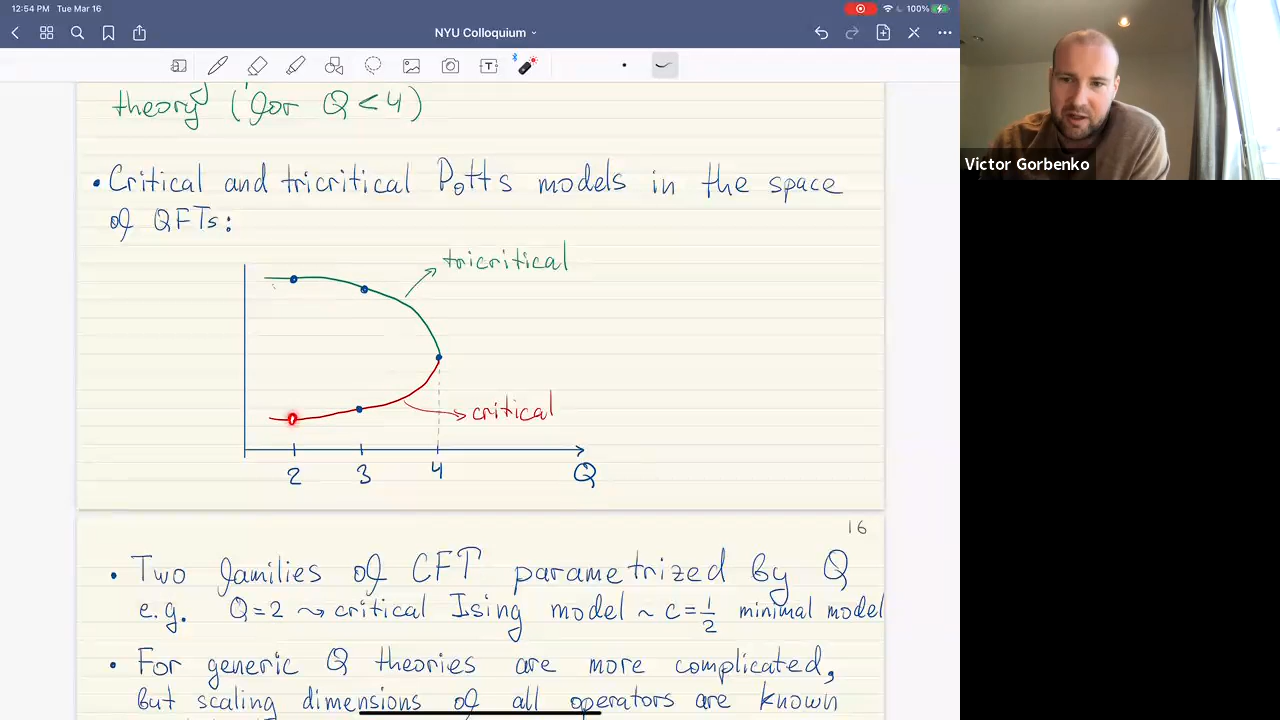 12:54 PM Tue Mar 16
100%
NYU Colloquium
theory (for Q < 4)
• Critical and tricritical Potts models in the space
of QFTs:
tricritical
critical
2 3 4 Q
16
• Two families of CFT parametrized by Q
e.g. Q=2 ⤳ critical Ising model ~ c=1/2 minimal model
• For generic Q theories are more complicated,
but scaling dimensions of all operators are known
Victor Gorbenko